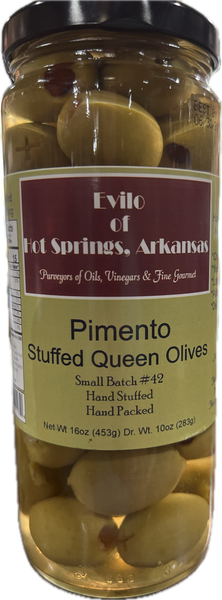 Evilo
of
Hot Springs, Arkansas
Purveyors of Oils, Vinegars & Fine Gourmet
Pimento
Stuffed Queen Olives
Small Batch #42
Hand Stuffed
Hand Packed
Net Wt 16oz (453g) Dr. Wt. 10oz (283g)